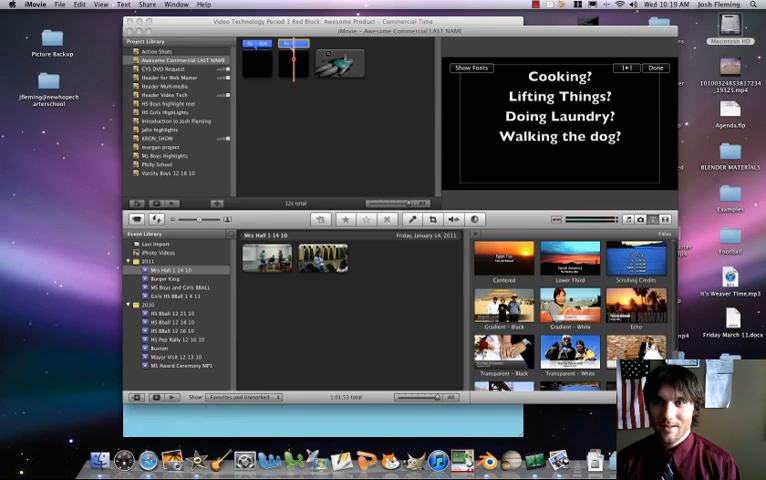 iMovie File Edit View Text Share Window Help
Wed 10:19 AM Josh Fleming
Video Technology Period 3 Red Block: Awesome Product - Commercial Time
iMovie - Awesome Commercial LAST NAME
Project Library
Action Shots
Awesome Commercial LAST NAME
CYS DVD Request
Header for Web Master
Header Multimedia
Header Video Tech
HS Boys highlight reel
HS Girls HighLights
Introduction to Josh Fleming
jalin highlights
KRON_SHOW
morgan project
Ms Boys Highlights
Philly School
Varsity Boys 12 18 10
12s total
All
Show Fonts
Done
Cooking?
Lifting Things?
Doing Laundry?
Walking the dog?
Event Library
Last Import
iPhoto Videos
2011
Mrs Hall 1 14 10
Burger King
MS Boys and Girls BBALL
Girls HS BBall 1 4 11
2010
HS Bball 12 21 10
HS Bball 12 18 10
HS BBall 12 16 10
HS Pep Rally 12 16 10
Buxton
Mayor Visit 12 13 10
MS Award Ceremony MP1
Mrs Hall 1 14 10
Friday, January 14, 2011
Show
Favorites and Unmarked
1:01:53 total
All
Titles
Centered
Lower Third
Scrolling Credits
Gradient - Black
Gradient - White
Echo
Transparent - Black
Transparent - White
Picture Backup
jfleming@newhopecharterschool
Macintosh HD
10100324853817234_19325.mp4
Agenda.flp
BLENDER MATERIALS
Examples
Football
It's Weaver Time.mp3
Friday March 11.docx